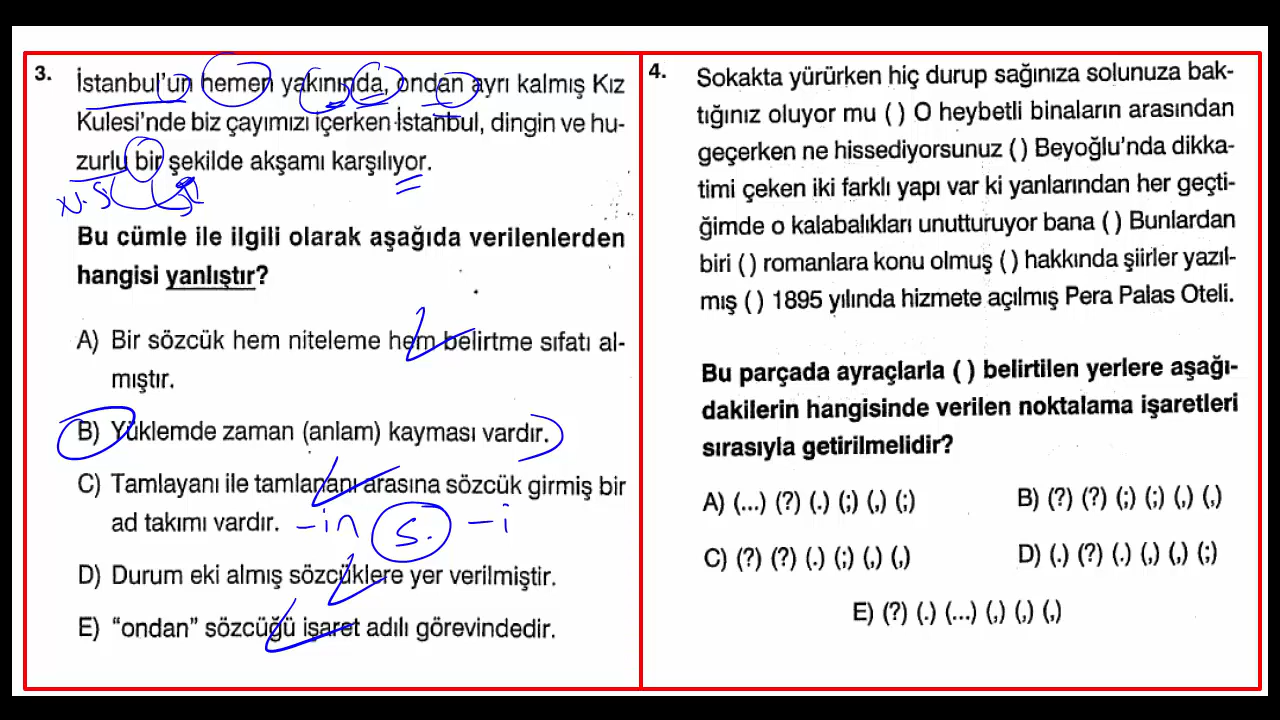 3. İstanbul'un hemen yakınında, ondan ayrı kalmış Kız
Kulesi'nde biz çayımızı içerken İstanbul, dingin ve hu-
zurlu bir şekilde akşamı karşılıyor.
N.S
Bu cümle ile ilgili olarak aşağıda verilenlerden
hangisi yanlıştır?
A) Bir sözcük hem niteleme hem belirtme sıfatı al-
mıştır.
B) Yüklemde zaman (anlam) kayması vardır.
C) Tamlayanı ile tamlananı arasına sözcük girmiş bir
ad takımı vardır. -in S. -i
D) Durum eki almış sözcüklere yer verilmiştir.
E) "ondan" sözcüğü işaret adılı görevindedir.
4. Sokakta yürürken hiç durup sağınıza solunuza bak-
tığınız oluyor mu ( ) O heybetli binaların arasından
geçerken ne hissediyorsunuz ( ) Beyoğlu'nda dikka-
timi çeken iki farklı yapı var ki yanlarından her geçti-
ğimde o kalabalıkları unutturuyor bana ( ) Bunlardan
biri ( ) romanlara konu olmuş ( ) hakkında şiirler yazıl-
mış ( ) 1895 yılında hizmete açılmış Pera Palas Oteli.
Bu parçada ayraçlarla ( ) belirtilen yerlere aşağı-
dakilerin hangisinde verilen noktalama işaretleri
sırasıyla getirilmelidir?
A) (...) (?) (.) (;) (,) (;) B) (?) (?) (;) (;) (,) (,)
C) (?) (?) (.) (;) (,) (,) D) (.) (?) (.) (,) (,) (;)
E) (?) (.) (...) (,) (,) (,)